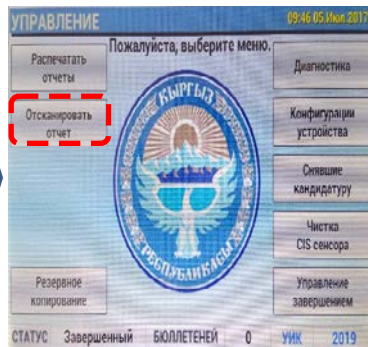 УПРАВЛЕНИЕ
09:46 05 Июл 2017
Пожалуйста, выберите меню.
Распечатать
отчеты
Диагностика
Отсканировать
отчет
Конфигурации
устройства
КЫРГЫЗ
Снявшие
кандидатуру
Чистка
CIS сенсора
РЕСПУБЛИКАСЫ
Резервное
копирование
Управление
завершением
СТАТУС Завершенный БЮЛЛЕТЕНЕЙ 0 УИК 2019